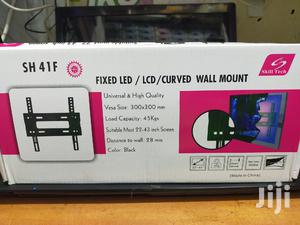 SH 41F
Skill Tech
FIXED LED / LCD/CURVED WALL MOUNT
Universal & High Quality
Vesa Size: 300x300 mm
Load Capacity: 45Kgs
Suitable Most 22-43 inch Screen
Distance to wall: 28 mm
Color: Black
(Made in China)
Jiji